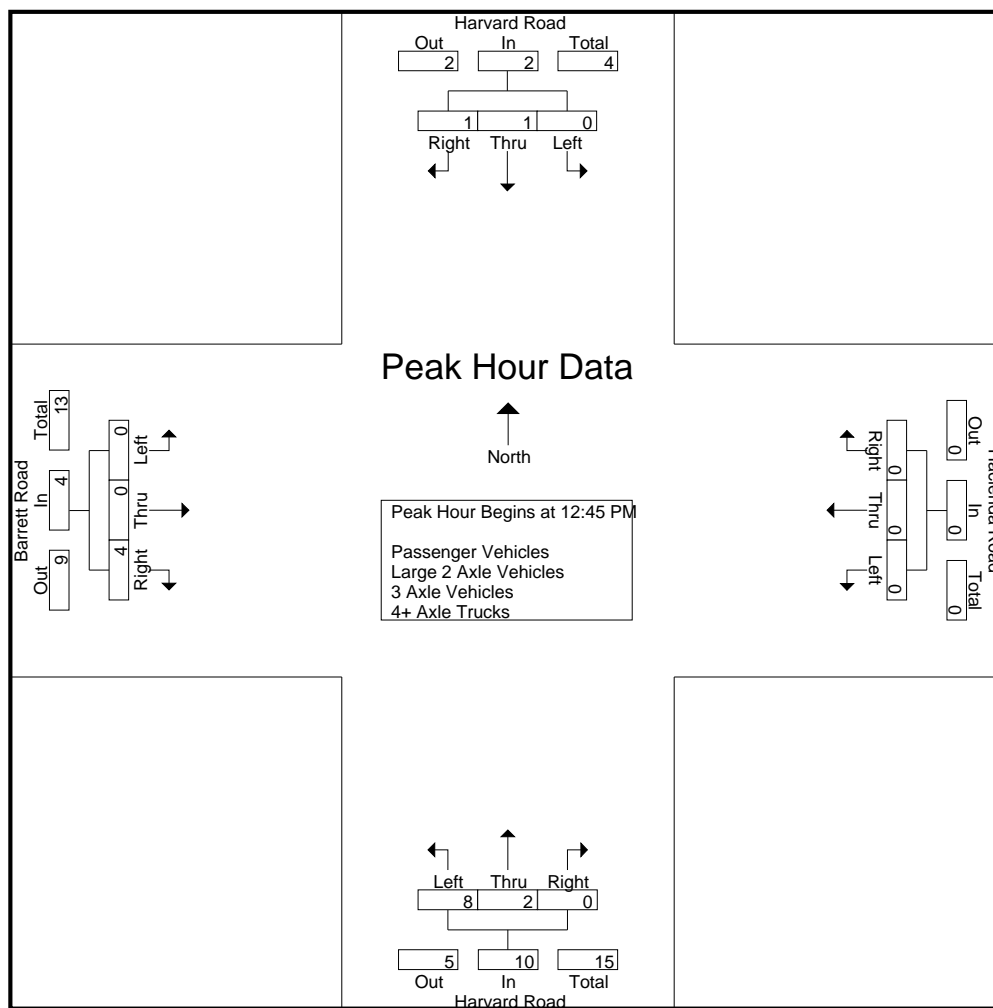 Harvard Road
Out In Total
2 2 4
1 1 0
Right Thru Left
Peak Hour Data
North
Peak Hour Begins at 12:45 PM
Passenger Vehicles
Large 2 Axle Vehicles
3 Axle Vehicles
4+ Axle Trucks
Barrett Road
Out In Total
9 4 13
4 0 0
Right Thru Left
Road
Out In Total
0 0 0
0 0 0
Right Thru Left
Left Thru Right
8 2 0
5 10 15
Out In Total
Harvard Road